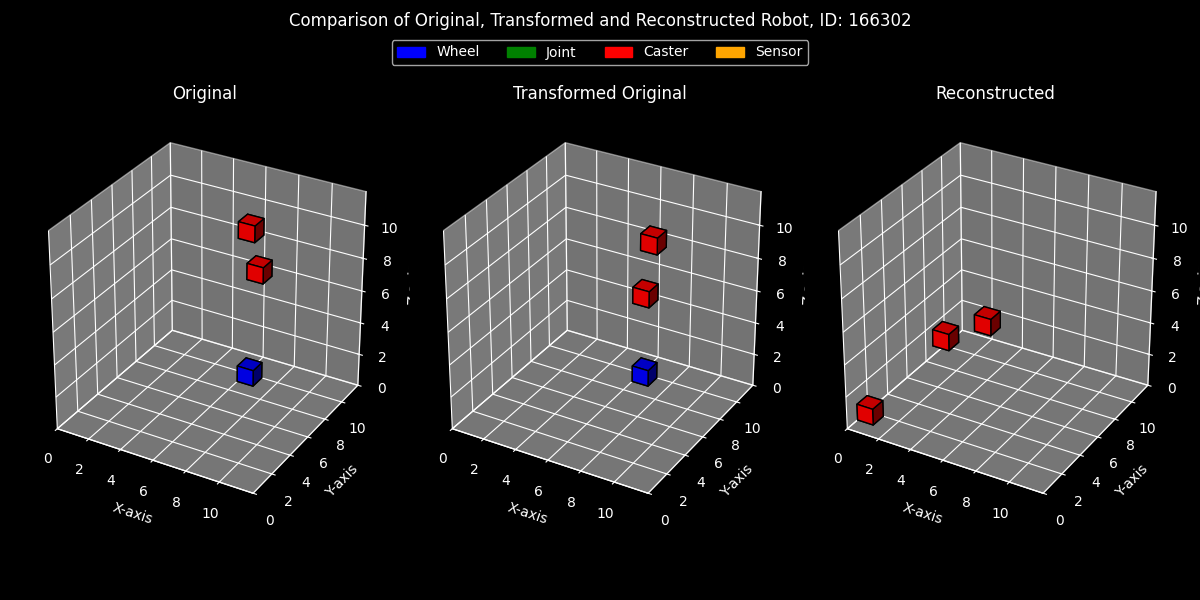 Comparison of Original, Transformed and Reconstructed Robot, ID: 166302
Wheel Joint Caster Sensor
Original Transformed Original Reconstructed
0 2 4 6 8 10
X-axis
0 2 4 6 8 10
Y-axis
0 2 4 6 8 10
0 2 4 6 8 10
X-axis
0 2 4 6 8 10
Y-axis
0 2 4 6 8 10
0 2 4 6 8 10
X-axis
0 2 4 6 8 10
Y-axis
0 2 4 6 8 10